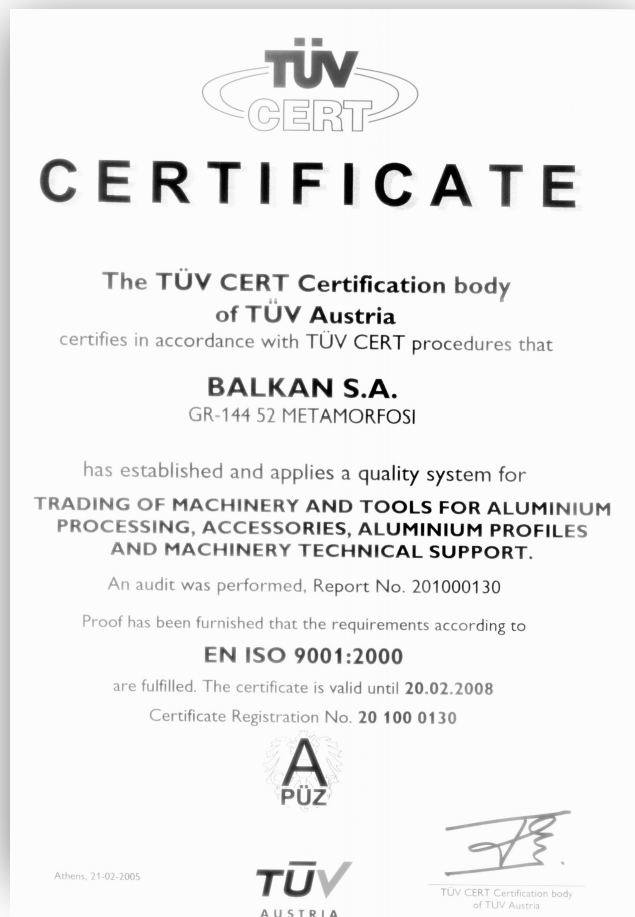 TÜV
CERT
CERTIFICATE
The TÜV CERT Certification body
of TÜV Austria
certifies in accordance with TÜV CERT procedures that
BALKAN S.A.
GR-144 52 METAMORFOSI
has established and applies a quality system for
TRADING OF MACHINERY AND TOOLS FOR ALUMINIUM
PROCESSING, ACCESSORIES, ALUMINIUM PROFILES
AND MACHINERY TECHNICAL SUPPORT.
An audit was performed, Report No. 201000130
Proof has been furnished that the requirements according to
EN ISO 9001:2000
are fulfilled. The certificate is valid until 20.02.2008
Certificate Registration No. 20 100 0130
A
PÜZ
Athens, 21-02-2005
TÜV
AUSTRIA
TÜV CERT Certification body
of TÜV Austria